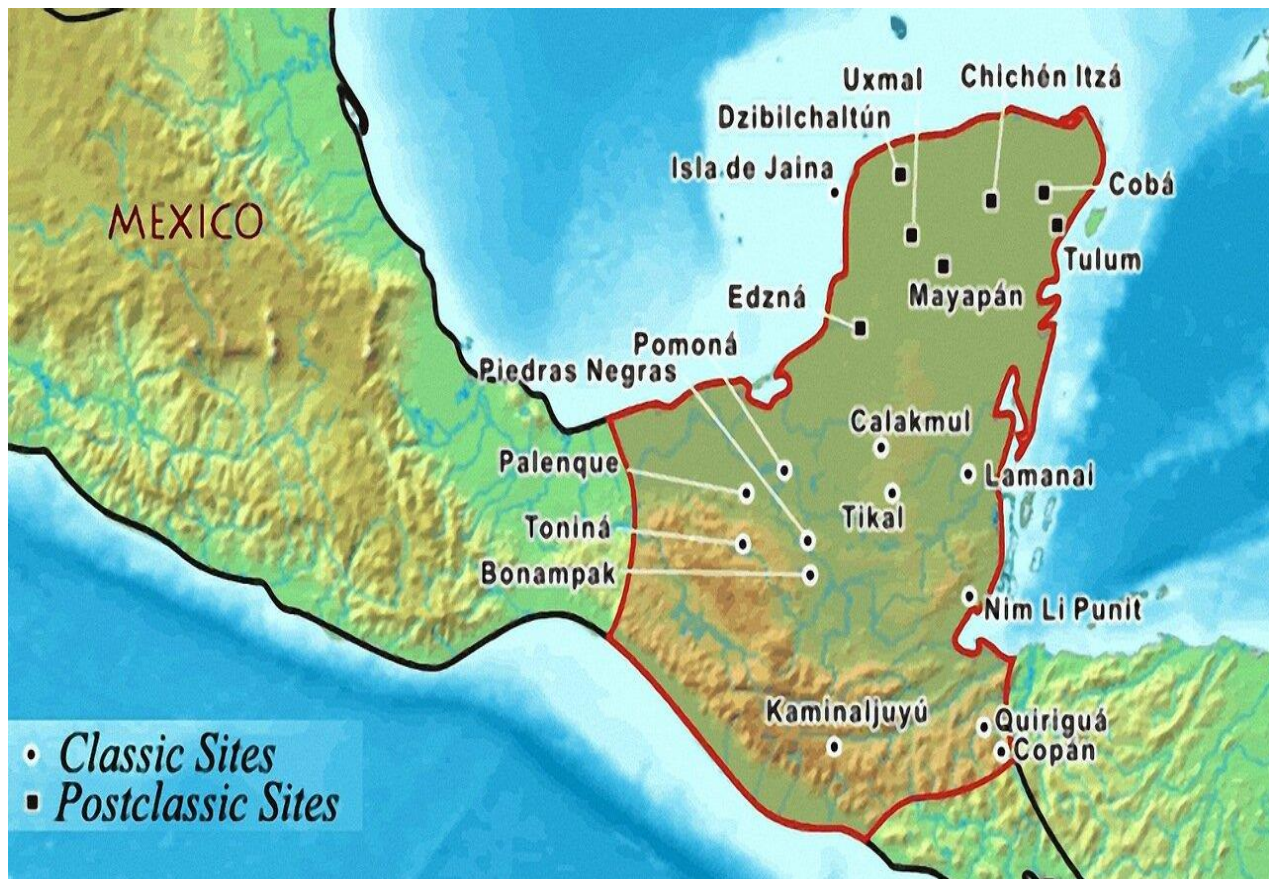 Uxmal
Chichén Itzá
Dzibilchaltún
Isla de Jaina
Cobá
MEXICO
Tulum
Edzná
Mayapán
Pomoná
Piedras Negras
Calakmul
Palenque
Lamanai
Tikal
Toniná
Bonampak
Nim Li Punit
Kaminaljuyú
Quiriguá
Copán
Classic Sites
Postclassic Sites